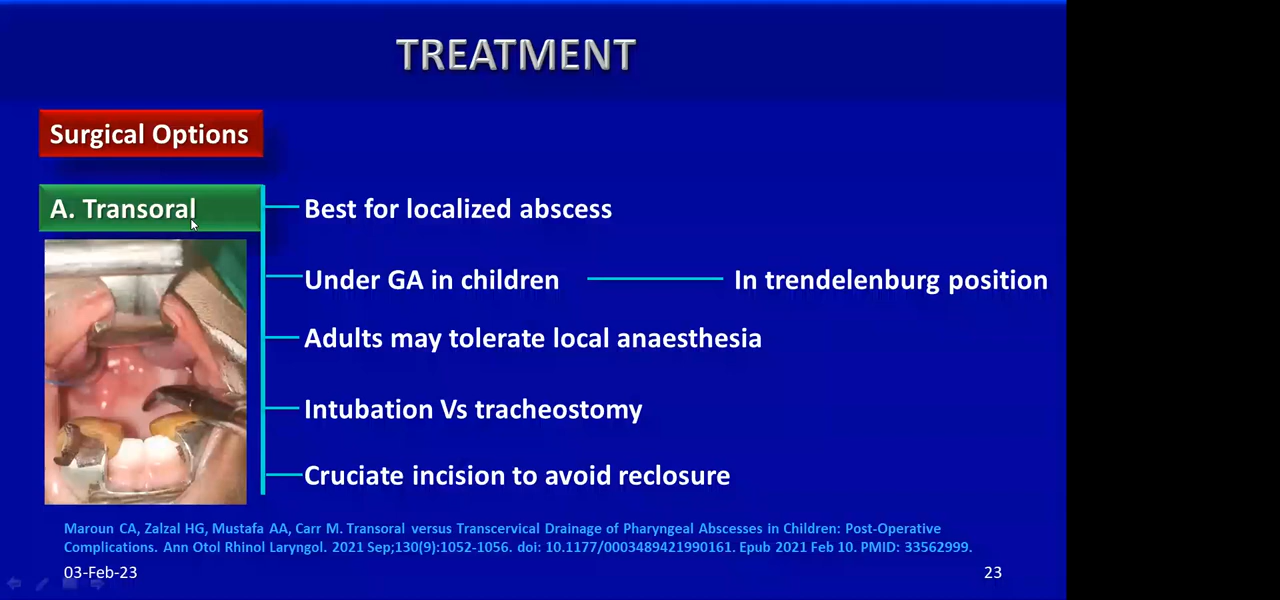 TREATMENT
Surgical Options
A. Transoral
Best for localized abscess
Under GA in children
In trendelenburg position
Adults may tolerate local anaesthesia
Intubation Vs tracheostomy
Cruciate incision to avoid reclosure
Maroun CA, Zalzal HG, Mustafa AA, Carr M. Transoral versus Transcervical Drainage of Pharyngeal Abscesses in Children: Post-Operative
Complications. Ann Otol Rhinol Laryngol. 2021 Sep;130(9):1052-1056. doi: 10.1177/0003489421990161. Epub 2021 Feb 10. PMID: 33562999.
03-Feb-23
23